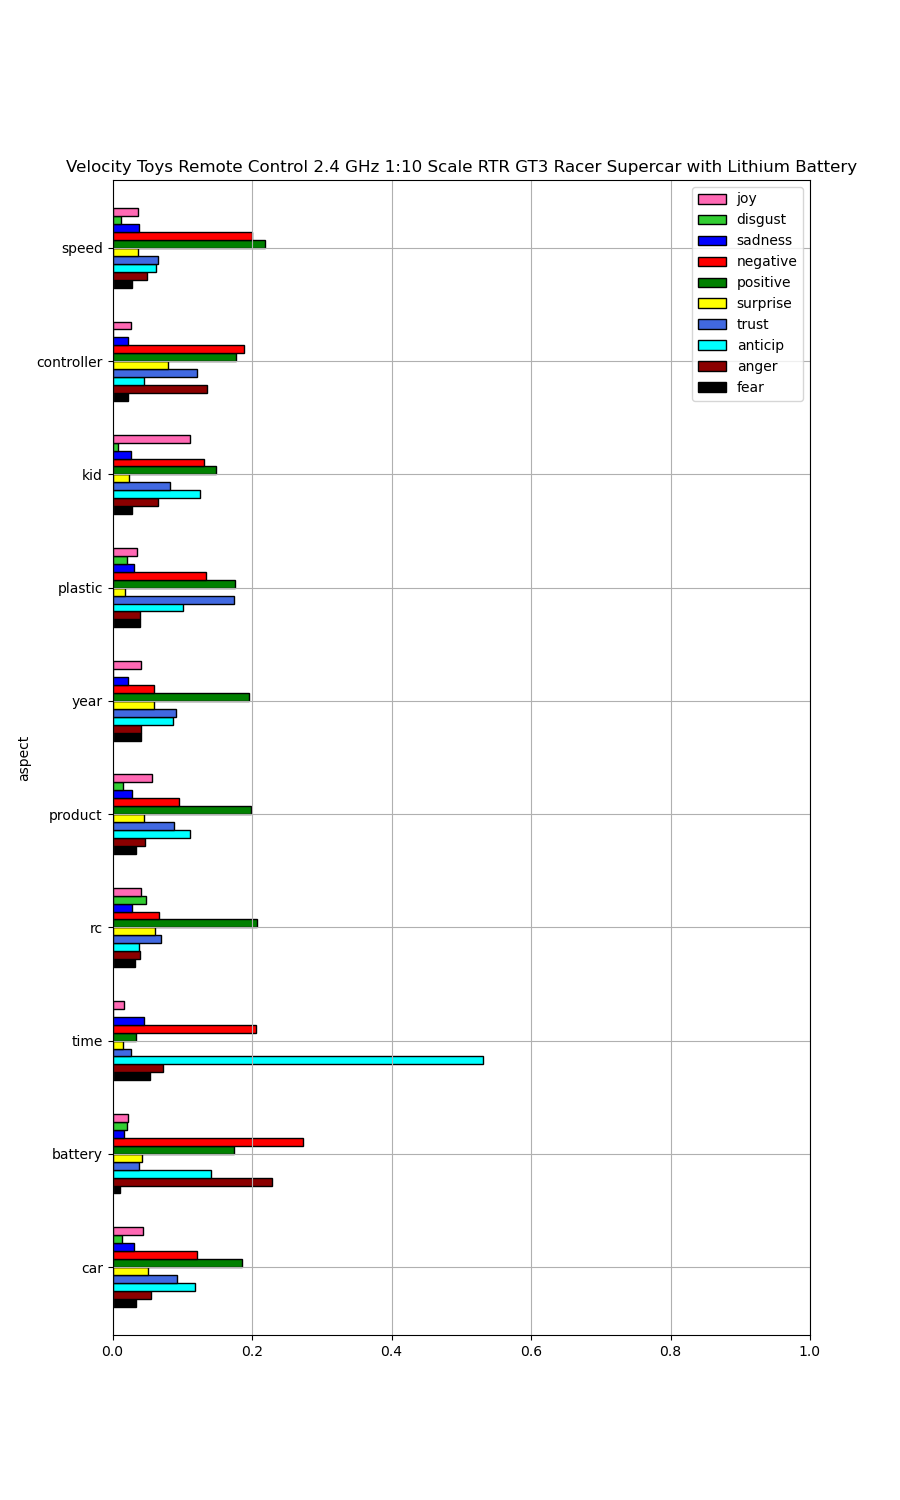 Velocity Toys Remote Control 2.4 GHz 1:10 Scale RTR GT3 Racer Supercar with Lithium Battery
joy
disgust
sadness
negative
positive
surprise
trust
anticip
anger
fear
speed
controller
kid
plastic
year
product
rc
time
battery
car
aspect
0.0 0.2 0.4 0.6 0.8 1.0